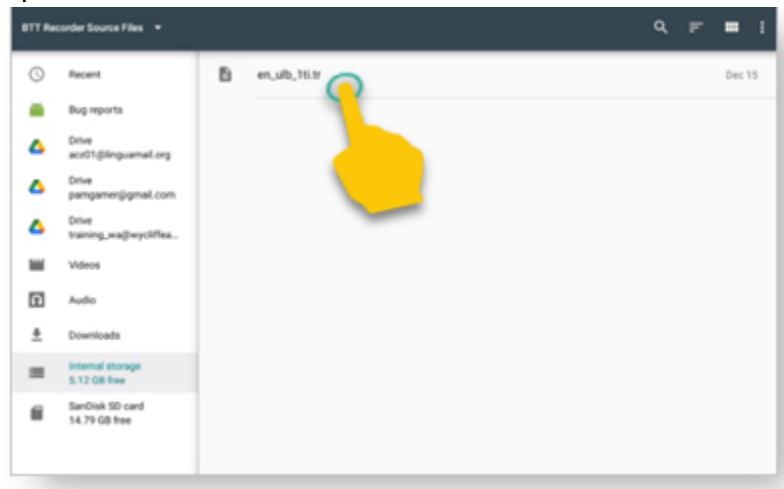 BTT Recorder Source Files
Recent
Bug reports
Drive
acr01@linguamail.org
Drive
pamgamer@gmail.com
Drive
training_wa@wycliffea...
Videos
Audio
Downloads
Internal storage
5.12 GB free
SanDisk SD card
14.79 GB free
en_ulb_1ti.tr
Dec 15